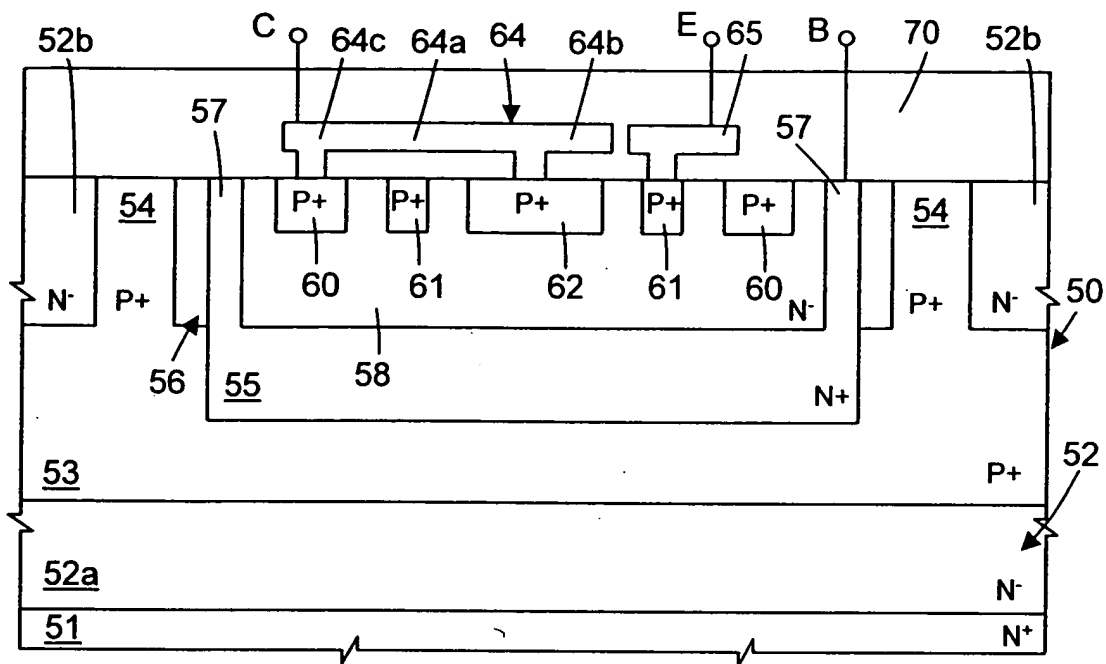 C E B
52b 64c 64a 64 64b 65 70 52b
57 57
54 P+ P+ P+ P+ P+ 54
60 61 62 61 60
N- P+ N- P+ N- 50
56 58
55 N+
53 P+ 52
52a N-
51 N+